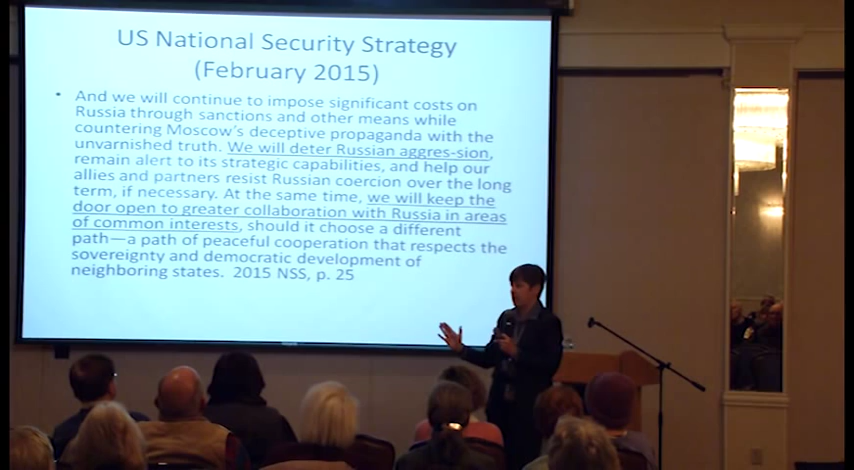 US National Security Strategy
(February 2015)
• And we will continue to impose significant costs on
Russia through sanctions and other means while
countering Moscow's deceptive propaganda with the
unvarnished truth. We will deter Russian aggres-sion,
remain alert to its strategic capabilities, and help our
allies and partners resist Russian coercion over the long
term, if necessary. At the same time, we will keep the
door open to greater collaboration with Russia in areas
of common interests, should it choose a different
path—a path of peaceful cooperation that respects the
sovereignty and democratic development of
neighboring states. 2015 NSS, p. 25